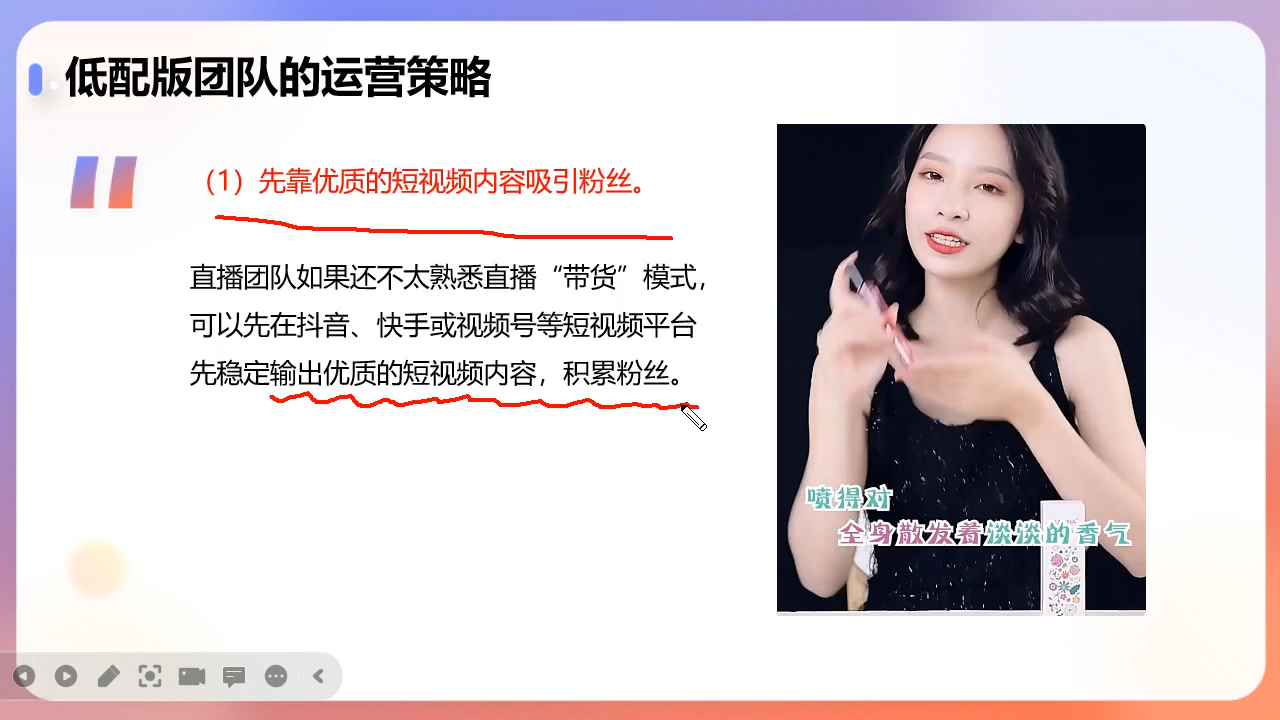 低配版团队的运营策略
（1）先靠优质的短视频内容吸引粉丝。
直播团队如果还不太熟悉直播“带货”模式，
可以先在抖音、快手或视频号等短视频平台
先稳定输出优质的短视频内容，积累粉丝。
喷得对
全身散发着淡淡的香气